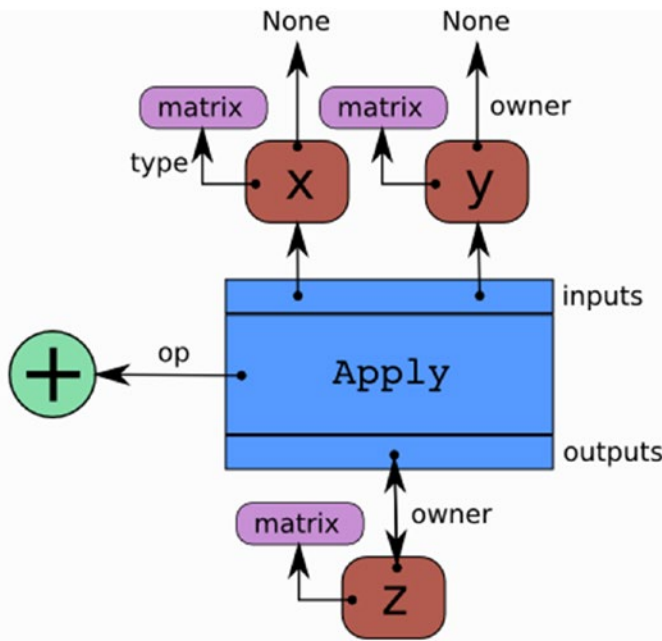 None None
matrix matrix owner
type x y
inputs
op
+ Apply
outputs
owner
matrix
z